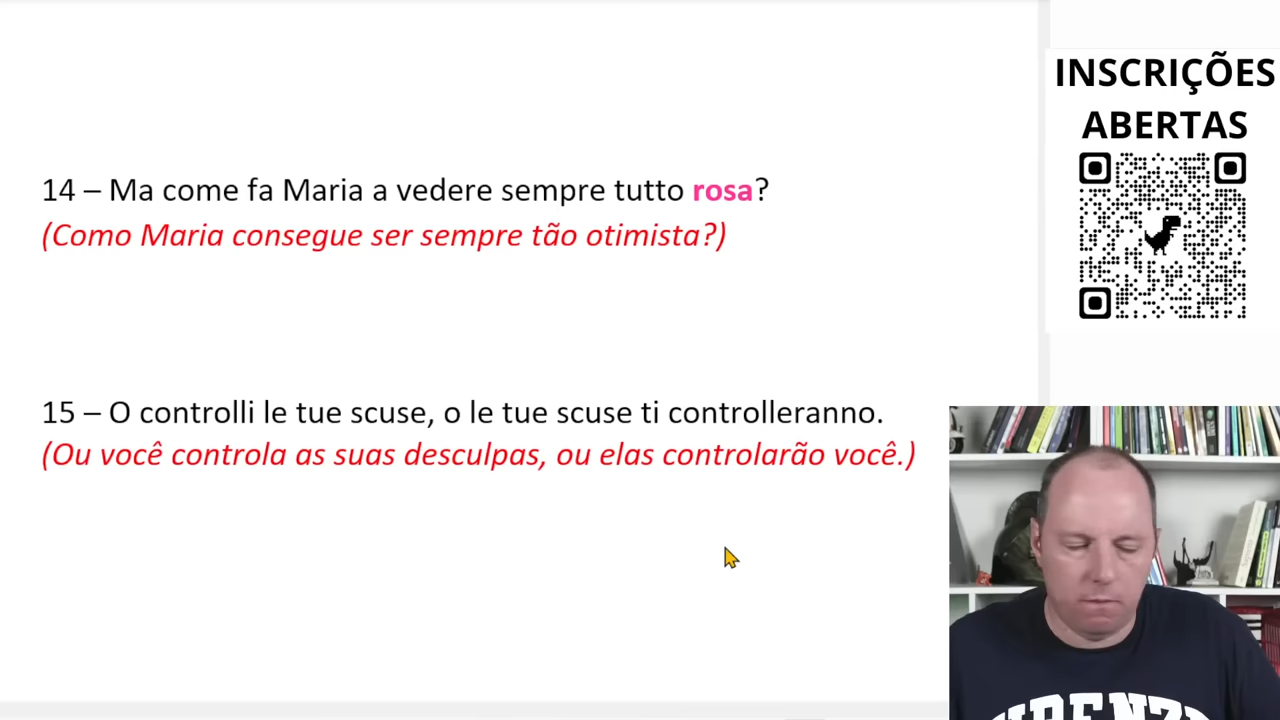 INSCRIÇÕES
ABERTAS
14 – Ma come fa Maria a vedere sempre tutto rosa?
(Como Maria consegue ser sempre tão otimista?)
15 – O controlli le tue scuse, o le tue scuse ti controlleranno.
(Ou você controla as suas desculpas, ou elas controlarão você.)